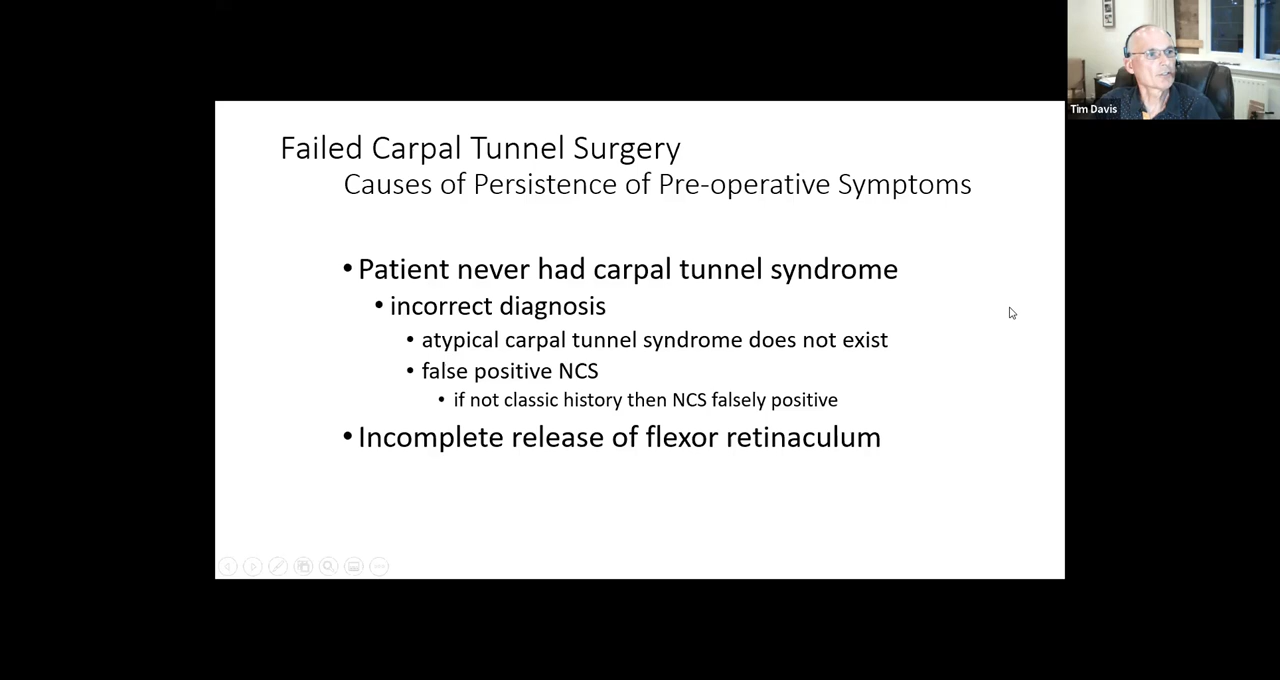 Tim Davis
Failed Carpal Tunnel Surgery
Causes of Persistence of Pre-operative Symptoms
• Patient never had carpal tunnel syndrome
• incorrect diagnosis
• atypical carpal tunnel syndrome does not exist
• false positive NCS
• if not classic history then NCS falsely positive
• Incomplete release of flexor retinaculum